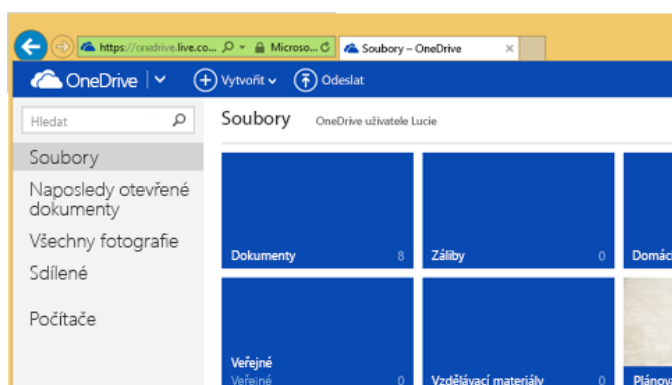 https://onedrive.live.co... Microso... Soubory – OneDrive
OneDrive Vytvořit Odeslat
Hledat
Soubory OneDrive uživatele Lucie
Soubory
Naposledy otevřené
dokumenty
Všechny fotografie
Sdílené
Počítače
Dokumenty 8 Záliby 0 Domácí
Veřejné
Veřejné 0 Vzdělávací materiály 0 Plánov